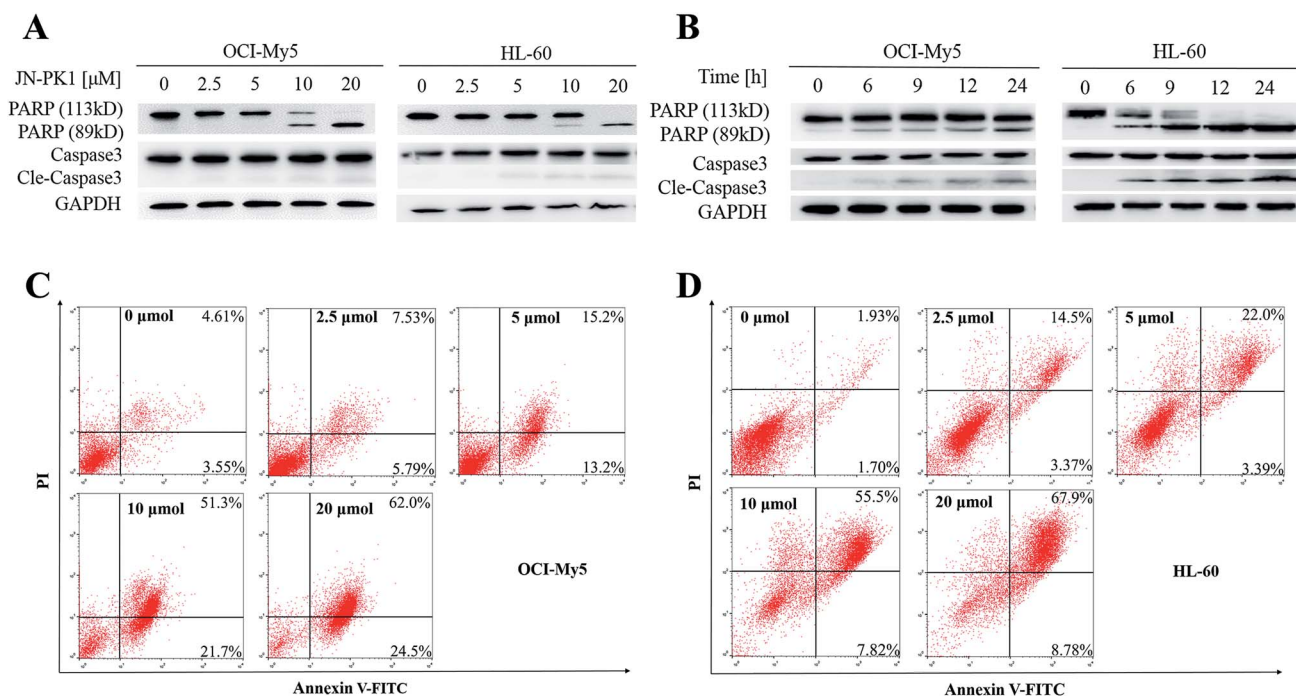 A
OCI-My5 HL-60
JN-PK1 [µM] 0 2.5 5 10 20 0 2.5 5 10 20
PARP (113kD)
PARP (89kD)
Caspase3
Cle-Caspase3
GAPDH
B
OCI-My5 HL-60
Time [h] 0 6 9 12 24 0 6 9 12 24
PARP (113kD)
PARP (89kD)
Caspase3
Cle-Caspase3
GAPDH
C
0 µmol 4.61%
3.55%
2.5 µmol 7.53%
5.79%
5 µmol 15.2%
13.2%
10 µmol 51.3%
21.7%
20 µmol 62.0%
24.5%
OCI-My5
PI
Annexin V-FITC
D
0 µmol 1.93%
1.70%
2.5 µmol 14.5%
3.37%
5 µmol 22.0%
3.39%
10 µmol 55.5%
7.82%
20 µmol 67.9%
8.78%
HL-60
PI
Annexin V-FITC